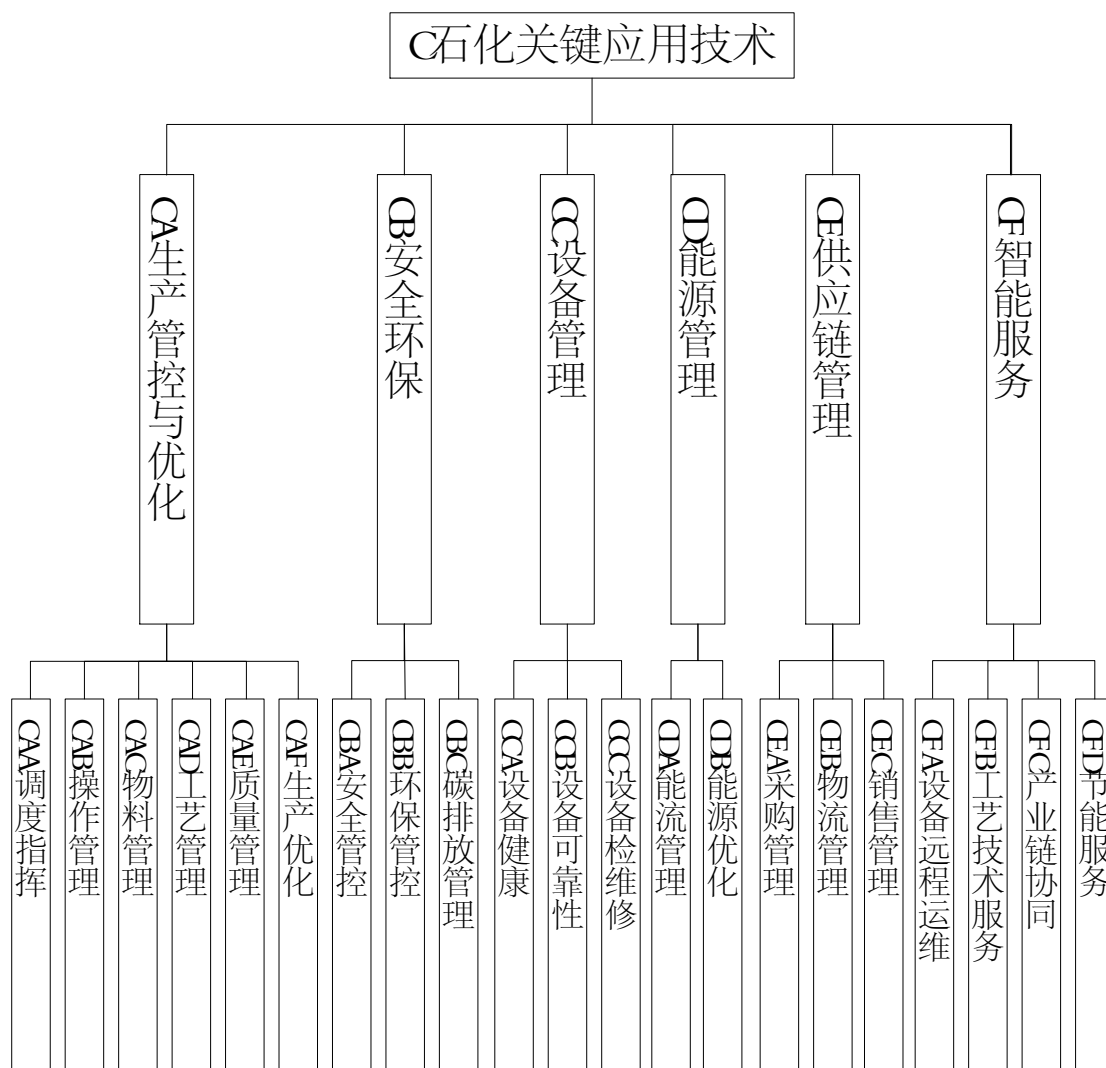 C石化关键应用技术
CA生产管控与优化
CB安全环保
CC设备管理
CD能源管理
CE供应链管理
CF智能服务
CAA调度指挥
CAB操作管理
CAC物料管理
CAD工艺管理
CAE质量管理
CAF生产优化
CBA安全管控
CBB环保管控
CBC碳排放管理
CCA设备健康
CCB设备可靠性
CCC设备检维修
CDA能流管理
CDB能源优化
CEA采购管理
CEB物流管理
CEC销售管理
CFA设备远程运维
CFB工艺技术服务
CFC产业链协同
CFD节能服务